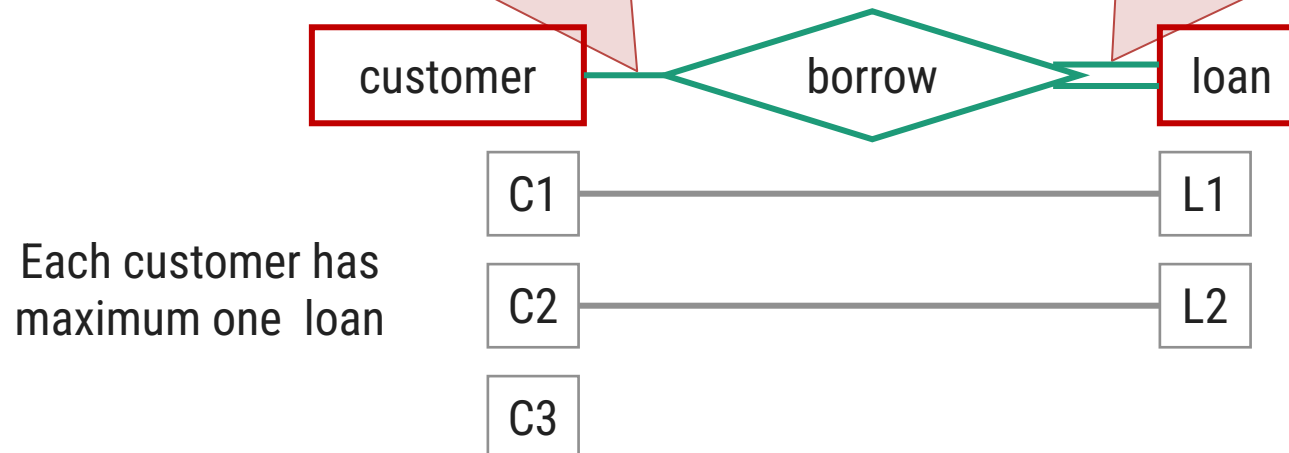 customer borrow loan
C1 L1
Each customer has
maximum one loan
C2 L2
C3